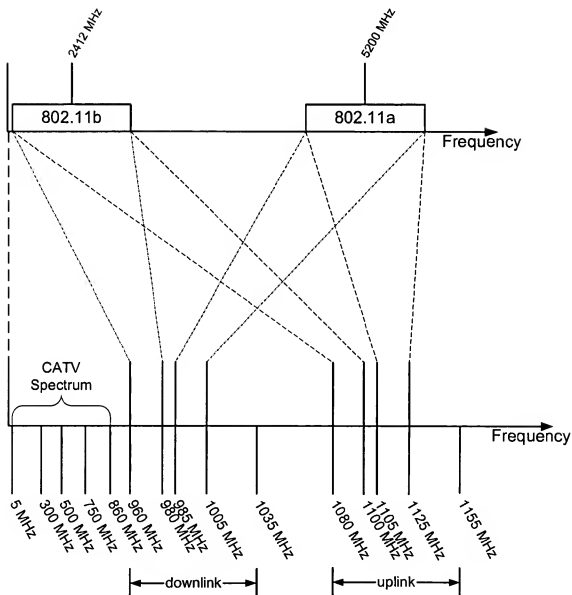 2412 MHz
5200 MHz
802.11b
802.11a
Frequency
CATV
Spectrum
Frequency
5 MHz
300 MHz
500 MHz
750 MHz
860 MHz
960 MHz
980 MHz
985 MHz
1005 MHz
1035 MHz
1080 MHz
1100 MHz
1105 MHz
1125 MHz
1155 MHz
downlink
uplink